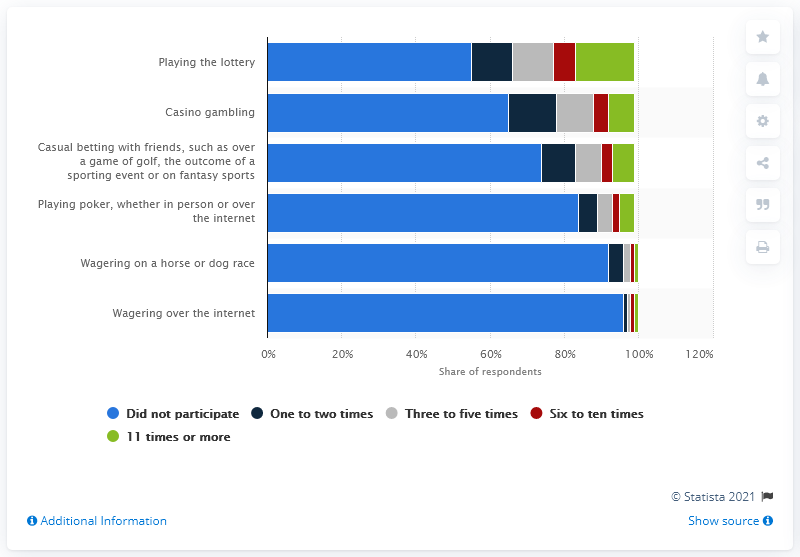 Playing the lottery
Casino gambling
Casual betting with friends, such as over
a game of golf, the outcome of a
sporting event or on fantasy sports
Playing poker, whether in person or over
the internet
Wagering on a horse or dog race
Wagering over the internet
0% 20% 40% 60% 80% 100% 120%
Share of respondents
Did not participate One to two times Three to five times Six to ten times
11 times or more
© Statista 2021
Additional Information Show source